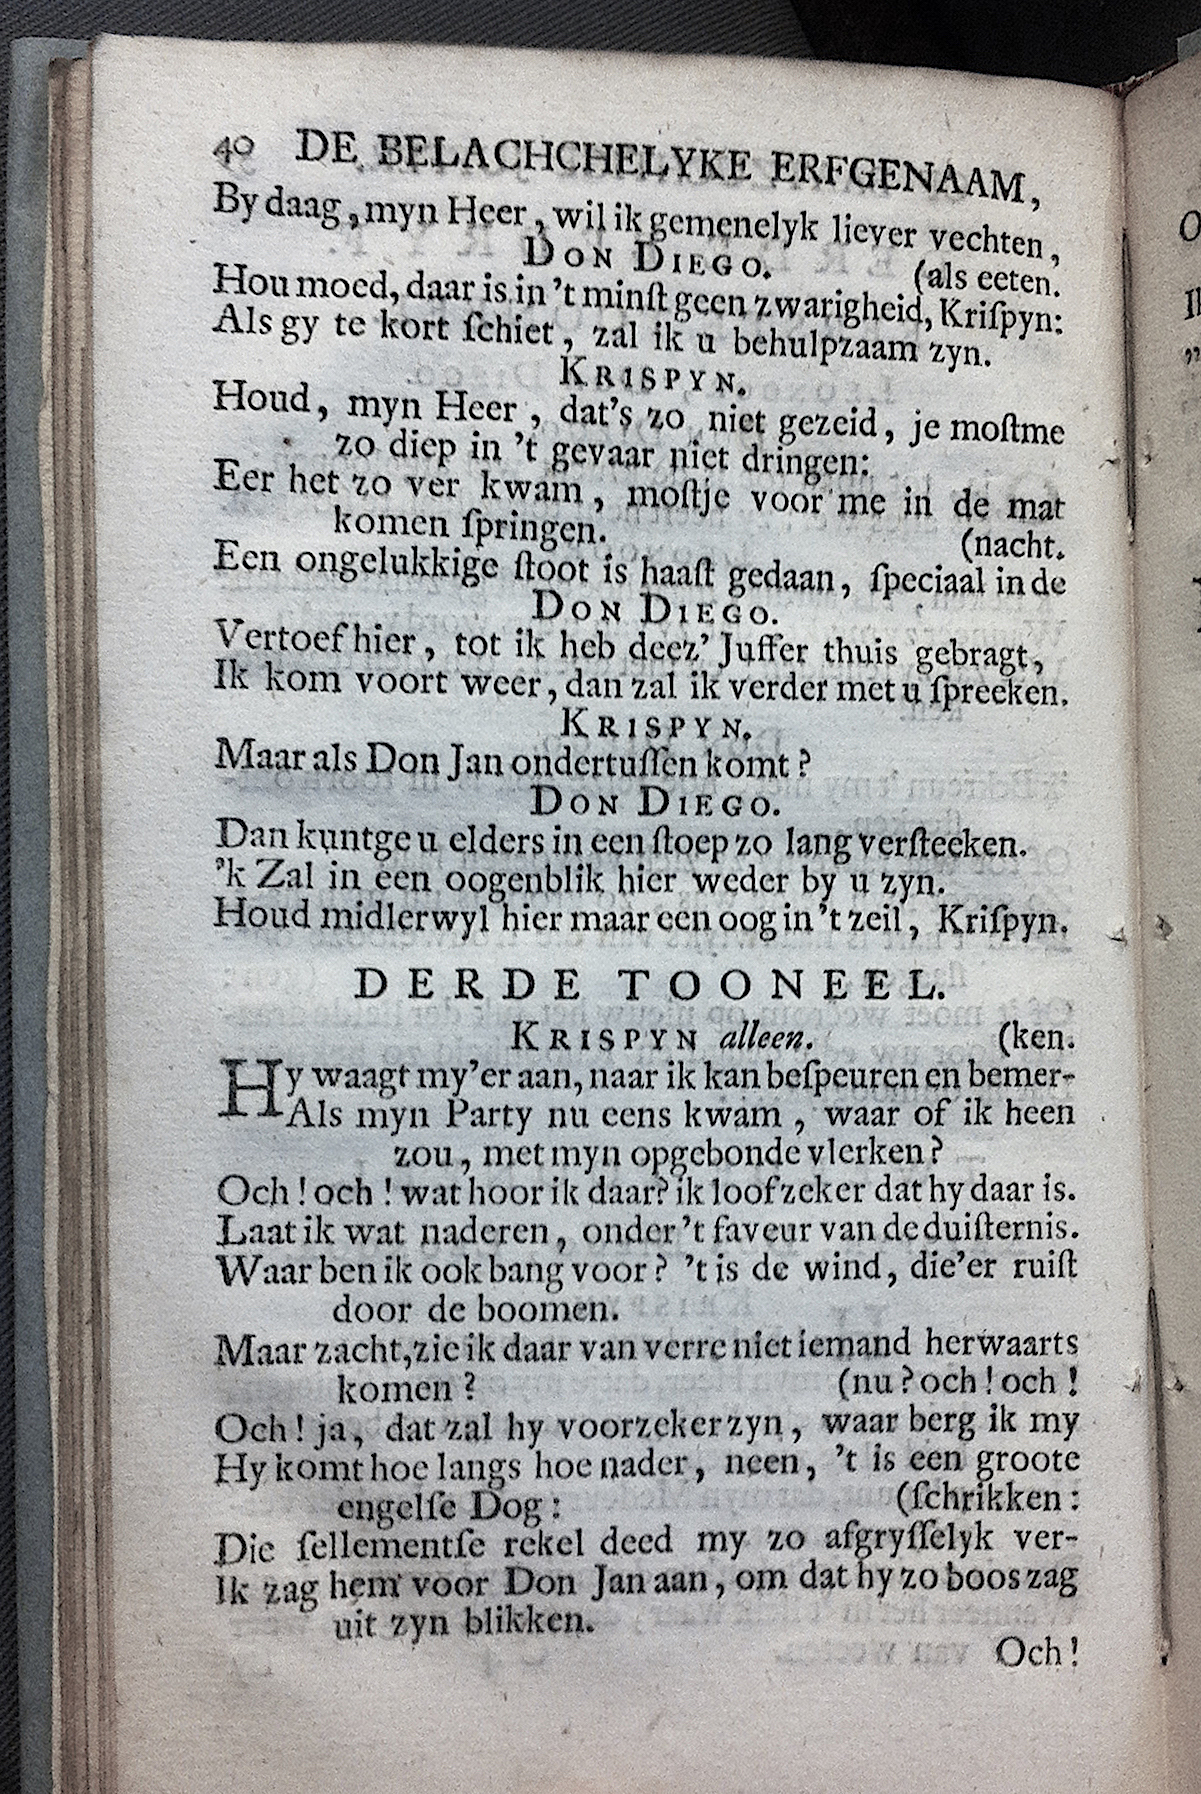 40 DE BELACHCHELYKE ERFGENAAM,
By daag, myn Heer, wil ik gemenelyk liever vechten,
DON DIEGO. (als eeten.
Hou moed, daar is in 't minſt geen zwarigheid, Kriſpyn:
Als gy te kort ſchiet, zal ik u behulpzaam zyn.
KRISPYN.
Houd, myn Heer, dat's zo niet gezeid, je moſtme
zo diep in 't gevaar niet dringen:
Eer het zo ver kwam, moſtje voor me in de mat
komen ſpringen. (nacht.
Een ongelukkige ſtoot is haaſt gedaan, ſpeciaal in de
DON DIEGO.
Vertoef hier, tot ik heb deez' Juffer thuis gebragt,
Ik kom voort weer, dan zal ik verder met u ſpreeken.
KRISPYN.
Maar als Don Jan ondertuſſen komt?
DON DIEGO.
Dan kuntge u elders in een ſtoep zo lang verſteeken.
'k Zal in een oogenblik hier weder by u zyn.
Houd midlerwyl hier maar een oog in 't zeil, Kriſpyn.
DERDE TOONEEL.
KRISPYN alleen. (ken.
Hy waagt my'er aan, naar ik kan beſpeuren en bemer-
Als myn Party nu eens kwam, waar of ik heen
zou, met myn opgebonde vlerken?
Och! och! wat hoor ik daar? ik loof zeker dat hy daar is.
Laat ik wat naderen, onder 't faveur van de duiſternis.
Waar ben ik ook bang voor? 't is de wind, die'er ruiſt
door de boomen.
Maar zacht, zie ik daar van verre niet iemand herwaarts
komen? (nu? och! och!
Och! ja, dat zal hy voorzeker zyn, waar berg ik my
Hy komt hoe langs hoe nader, neen, 't is een groote
engelſe Dog: (ſchrikken:
Die ſellementſe rekel deed my zo afgryſſelyk ver-
Ik zag hem voor Don Jan aan, om dat hy zo boos zag
uit zyn blikken.
Och!